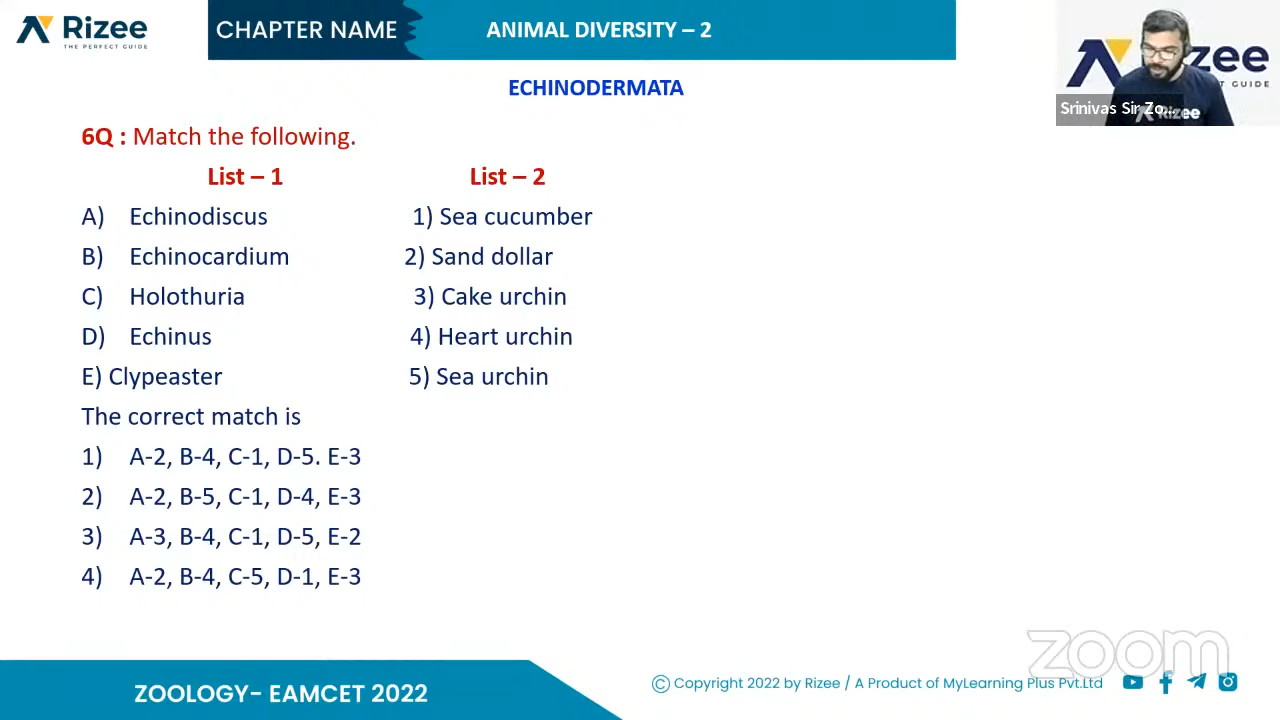 Rizee
THE PERFECT GUIDE
CHAPTER NAME
ANIMAL DIVERSITY – 2
ECHINODERMATA
6Q : Match the following.
List – 1 List – 2
A) Echinodiscus 1) Sea cucumber
B) Echinocardium 2) Sand dollar
C) Holothuria 3) Cake urchin
D) Echinus 4) Heart urchin
E) Clypeaster 5) Sea urchin
The correct match is
1) A-2, B-4, C-1, D-5. E-3
2) A-2, B-5, C-1, D-4, E-3
3) A-3, B-4, C-1, D-5, E-2
4) A-2, B-4, C-5, D-1, E-3
Srinivas Sir Zo...
Rizee
zoom
ZOOLOGY- EAMCET 2022
© Copyright 2022 by Rizee / A Product of MyLearning Plus Pvt.Ltd